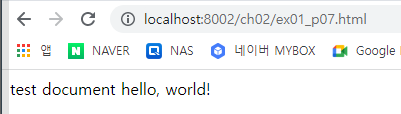 localhost:8002/ch02/ex01_p07.html
앱 NAVER NAS 네이버 MYBOX Google
test document hello, world!